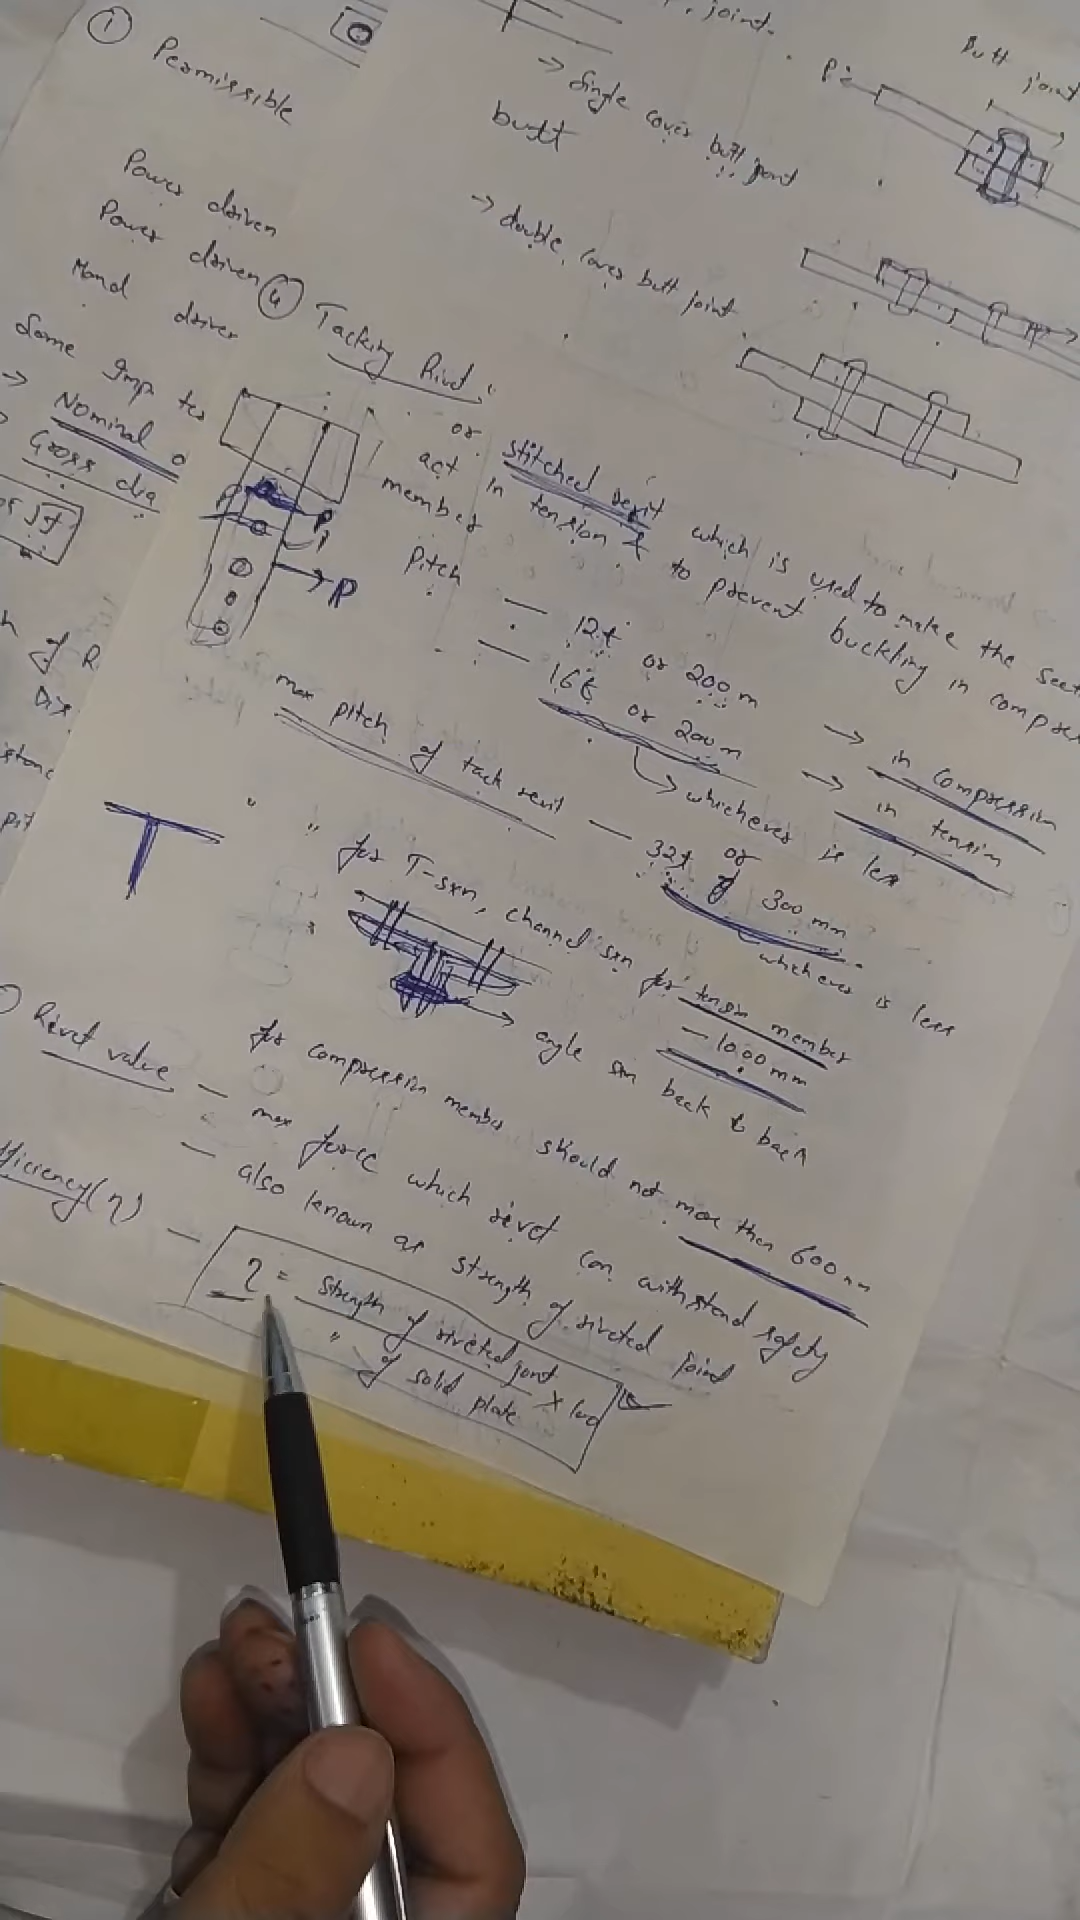 ① Permissible
Power driven
Power driven
Hand driven
Some Imp te
→ Nominal
Gross dia
joint.
→ Single cover butt joint
butt
→ double cover butt joint
Butt joint
P
④ Tacking Rivet :
or stitched revit which is used to make the sect
act in tension & to prevent buckling in compre
member
Pitch — 12t or 200 m → in compression
— 16t or 200 m → in tension
whichever is less
P
P
P
max pitch of tack revit — 32t or 300 mm
whichever is less
" " for T-sxn, channel sxn for tension member
— 1000 mm
T
→ angle sxn back to back
for compression member should not more than 600 mm
Rivet value — max force which rivet can withstand safety
— also known as strength of riveted joint
ficiency(η) —
η = strength of riveted joint
" of solid plate × 100